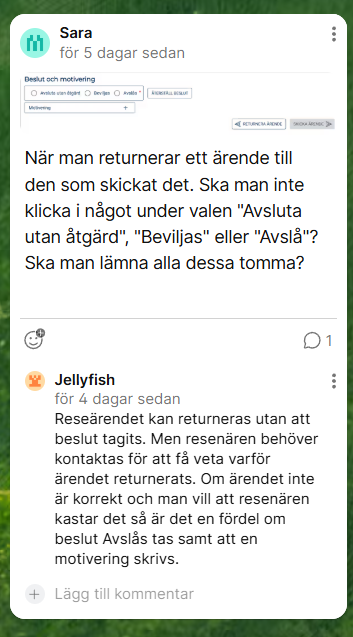 Sara
för 5 dagar sedan
Beslut och motivering
Avsluta utan åtgärd Beviljas Avslås * ÅTERSTÄLL BESLUT
Motivering +
RETURNERA ÄRENDE SKICKA ÄRENDE
När man returnerar ett ärende till
den som skickat det. Ska man inte
klicka i något under valen "Avsluta
utan åtgärd", "Beviljas" eller "Avslå"?
Ska man lämna alla dessa tomma?
1
Jellyfish
för 4 dagar sedan
Reseärendet kan returneras utan att
beslut tagits. Men resenären behöver
kontaktas för att få veta varför
ärendet returnerats. Om ärendet inte
är korrekt och man vill att resenären
kastar det så är det en fördel om
beslut Avslås tas samt att en
motivering skrivs.
Lägg till kommentar